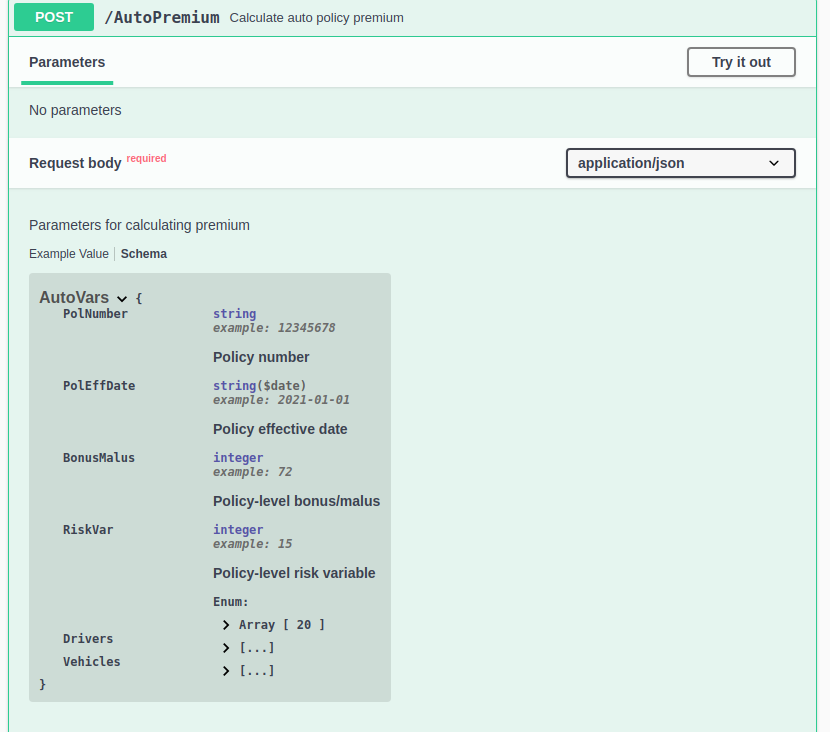 POST /AutoPremium Calculate auto policy premium
Parameters Try it out
No parameters
Request body required application/json
Parameters for calculating premium
Example Value Schema
AutoVars {
PolNumber string
example: 12345678
Policy number
PolEffDate string($date)
example: 2021-01-01
Policy effective date
BonusMalus integer
example: 72
Policy-level bonus/malus
RiskVar integer
example: 15
Policy-level risk variable
Enum:
Array [ 20 ]
Drivers [...]
Vehicles [...]
}